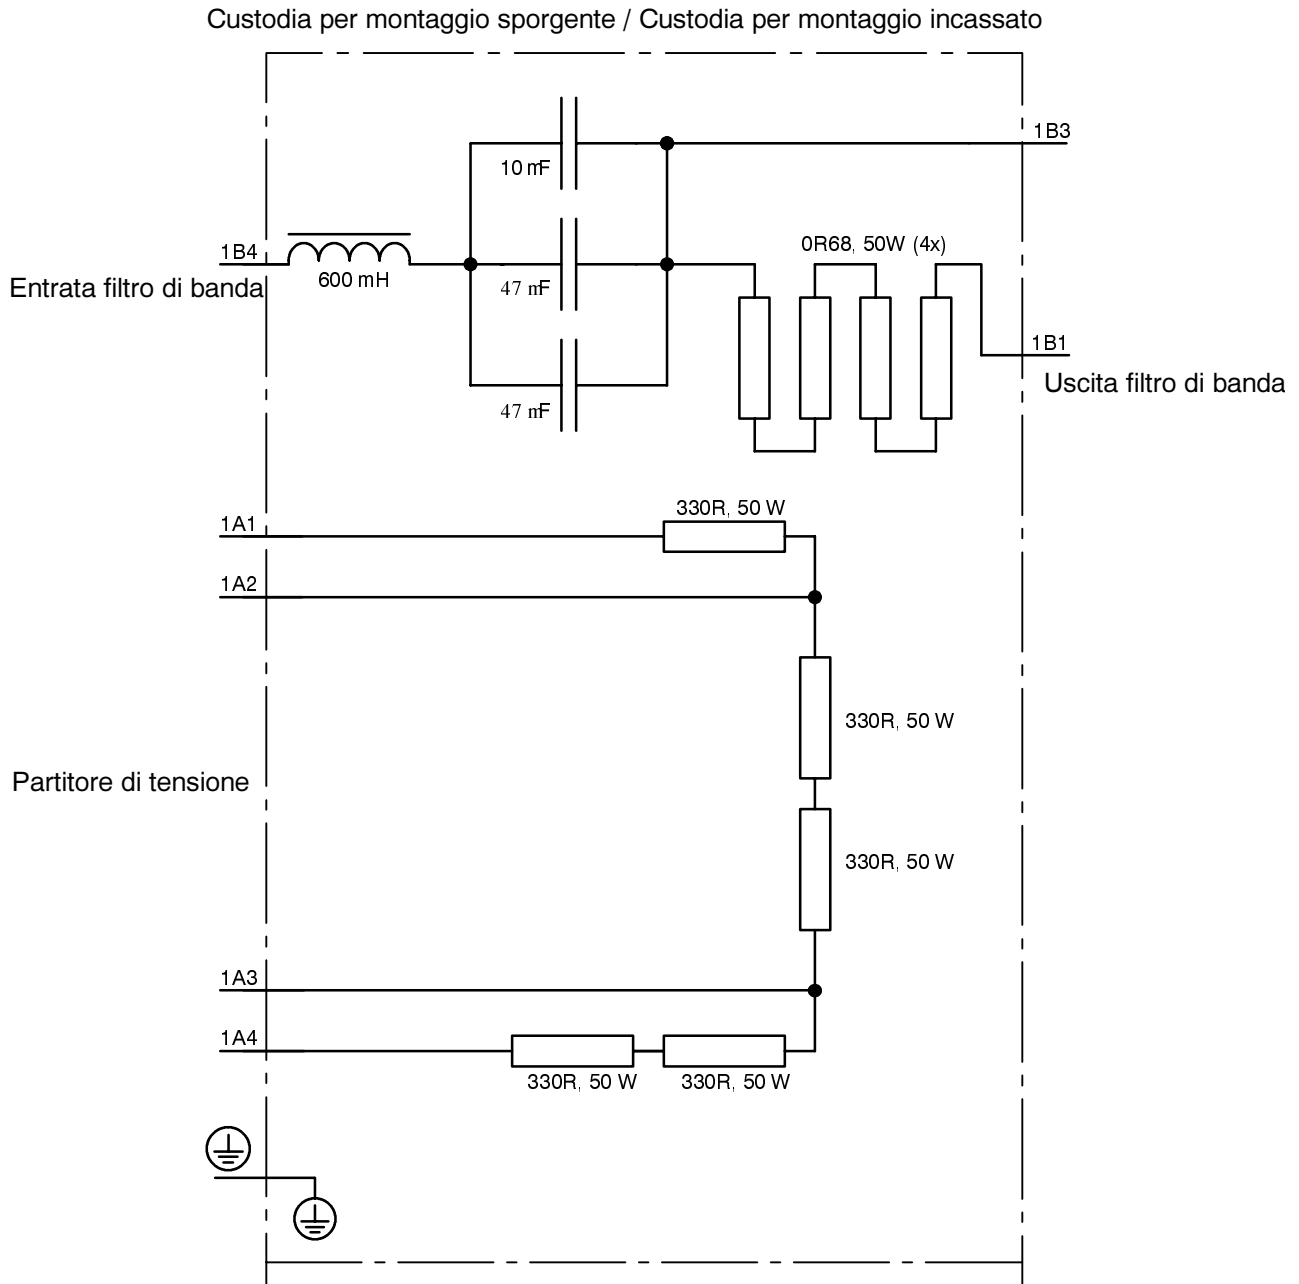 Custodia per montaggio sporgente / Custodia per montaggio incassato
1B3
10 mF
1B4
600 mH
Entrata filtro di banda
47 mF
0R68, 50W (4x)
1B1
Uscita filtro di banda
47 mF
330R, 50 W
1A1
1A2
330R, 50 W
Partitore di tensione
330R, 50 W
1A3
1A4
330R, 50 W
330R, 50 W